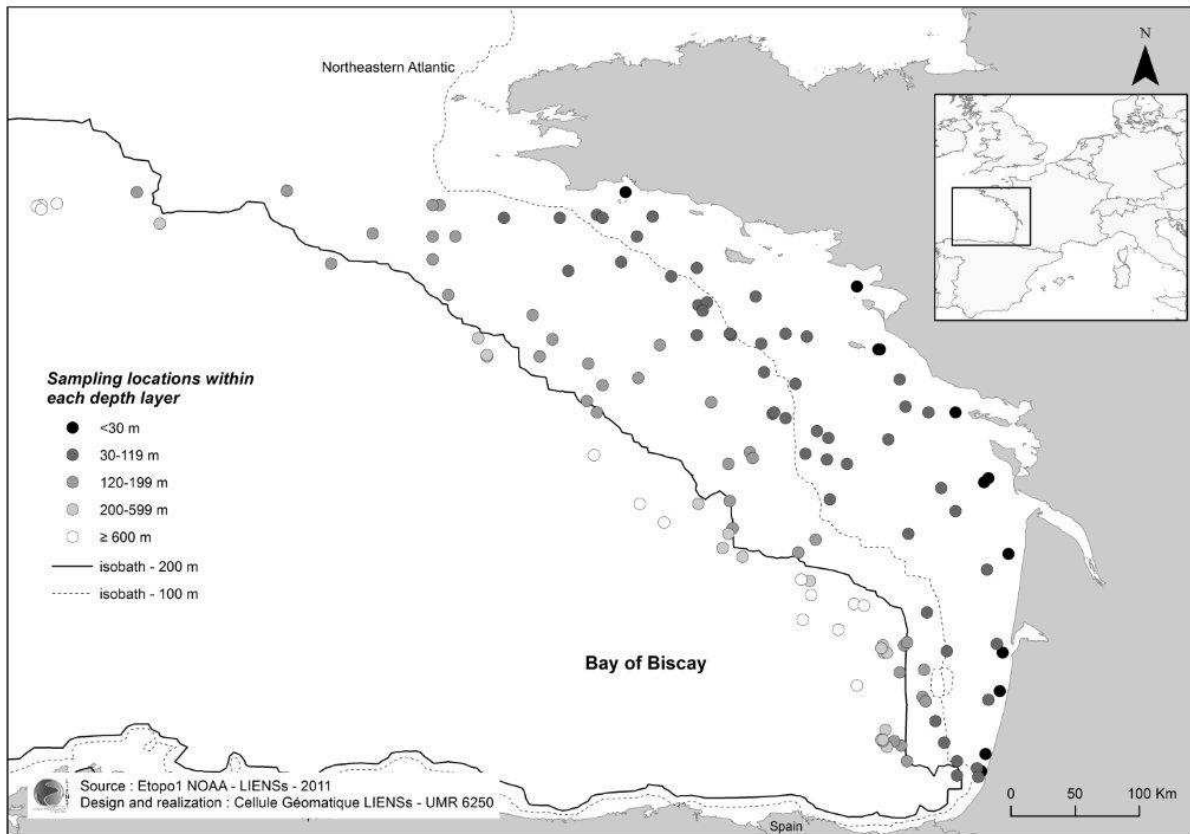 Northeastern Atlantic
N
Sampling locations within
each depth layer
<30 m
30-119 m
120-199 m
200-599 m
≥ 600 m
isobath - 200 m
isobath - 100 m
Bay of Biscay
Source : Etopo1 NOAA - LIENSs - 2011
Design and realization : Cellule Géomatique LIENSs - UMR 6250
Spain
0 50 100 Km